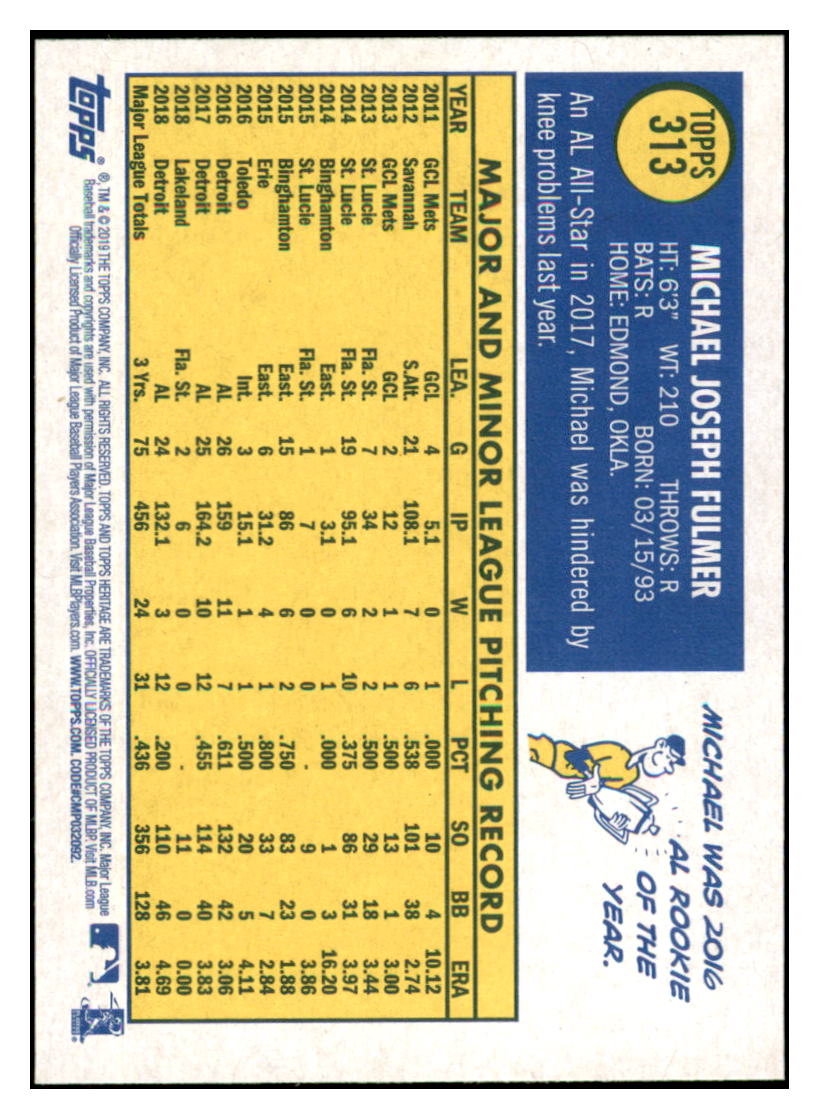 TOPPS
313
MICHAEL JOSEPH FULMER
HT: 6'3" WT: 210 THROWS: R
BATS: R BORN: 03/15/93
HOME: EDMOND, OKLA.
An AL All-Star in 2017, Michael was hindered by
knee problems last year.
MICHAEL WAS 2016
AL ROOKIE
OF THE
YEAR.
MAJOR AND MINOR LEAGUE PITCHING RECORD
YEAR TEAM LEA. G IP W L PCT SO BB ERA
2011 GCL Mets GCL 4 5.1 0 1 .000 10 4 10.12
2012 Savannah S.Alt. 21 108.1 7 6 .538 101 38 2.74
2013 GCL Mets GCL 2 12 1 1 .500 13 1 3.00
2013 St. Lucie Fla. St. 7 34 2 2 .500 29 18 3.44
2014 St. Lucie Fla. St. 19 95.1 6 10 .375 86 31 3.97
2014 Binghamton East. 1 3.1 0 1 .000 1 3 16.20
2015 St. Lucie Fla. St. 1 7 0 0 - 9 0 3.86
2015 Binghamton East. 15 86 6 2 .750 83 23 1.88
2015 Erie East. 6 31.2 4 1 .800 33 7 2.84
2016 Toledo Int. 3 15.1 1 1 .500 20 5 4.11
2016 Detroit AL 26 159 11 7 .611 132 42 3.06
2017 Detroit AL 25 164.2 10 12 .455 114 40 3.83
2018 Lakeland Fla. St. 2 6 0 0 - 11 0 0.00
2018 Detroit AL 24 132.1 3 12 .200 110 46 4.69
Major League Totals 3 Yrs. 75 456 24 31 .436 356 128 3.81
topps®
®, TM & © 2019 THE TOPPS COMPANY, INC. ALL RIGHTS RESERVED. TOPPS AND TOPPS HERITAGE ARE TRADEMARKS OF THE TOPPS COMPANY, INC. Major League
Baseball trademarks and copyrights are used with permission of Major League Baseball Properties, Inc. OFFICIALLY LICENSED PRODUCT OF MLBP. Visit MLB.com
Officially Licensed Product of Major League Baseball Players Association. Visit MLBPlayers.com. WWW.TOPPS.COM. CODE#CMP032092.